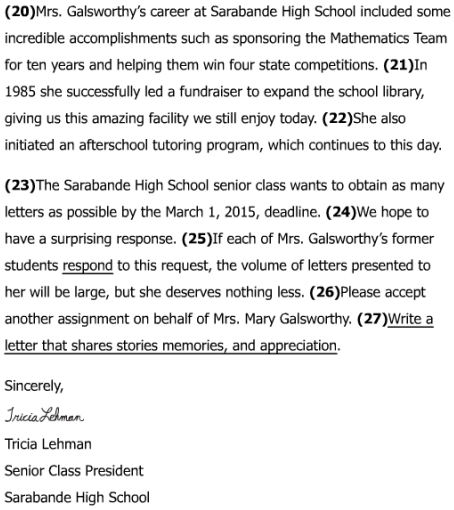 (20)Mrs. Galsworthy's career at Sarabande High School included some
incredible accomplishments such as sponsoring the Mathematics Team
for ten years and helping them win four state competitions. (21)In
1985 she successfully led a fundraiser to expand the school library,
giving us this amazing facility we still enjoy today. (22)She also
initiated an afterschool tutoring program, which continues to this day.
(23)The Sarabande High School senior class wants to obtain as many
letters as possible by the March 1, 2015, deadline. (24)We hope to
have a surprising response. (25)If each of Mrs. Galsworthy's former
students respond to this request, the volume of letters presented to
her will be large, but she deserves nothing less. (26)Please accept
another assignment on behalf of Mrs. Mary Galsworthy. (27)Write a
letter that shares stories memories, and appreciation.
Sincerely,
Tricia Lehman
Tricia Lehman
Senior Class President
Sarabande High School